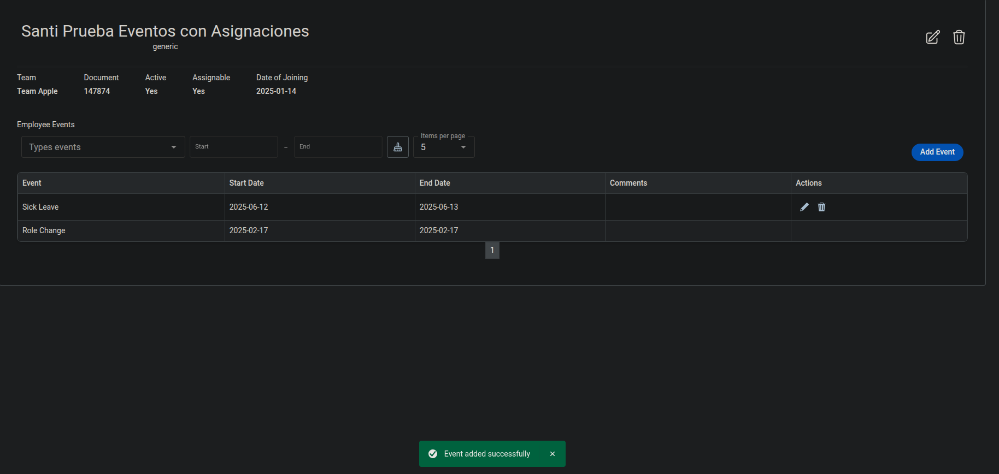 Santi Prueba Eventos con Asignaciones
generic
Team Document Active Assignable Date of Joining
Team Apple 147874 Yes Yes 2025-01-14
Employee Events
Items per page
Types events Start – End 5
Add Event
Event Start Date End Date Comments Actions
Sick Leave 2025-06-12 2025-06-13
Role Change 2025-02-17 2025-02-17
1
Event added successfully